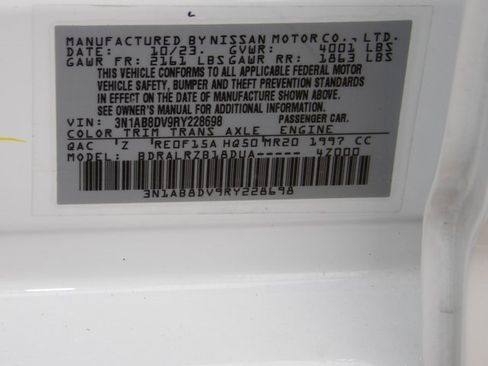 MANUFACTURED BY NISSAN MOTOR CO., LTD.
DATE: 10/23. GVWR: 4001 LBS
GAWR FR: 2161 LBS GAWR RR: 1863 LBS
THIS VEHICLE CONFORMS TO ALL APPLICABLE FEDERAL MOTOR
VEHICLE SAFETY, BUMPER AND THEFT PREVENTION STANDARDS
IN EFFECT ON THE DATE OF MANUFACTURE SHOWN ABOVE.
SEE OWNER'S MANUAL FOR ADDITIONAL INFORMATION.
VIN: 3N1AB8DV9RY228698 PASSENGER CAR.
COLOR TRIM TRANS AXLE ENGINE
QAC Z RE0F15A HQ50 MR20 1997 CC
MODEL: BDRALRZB18DUA----- 4Z000
3N1AB8DV9RY228698